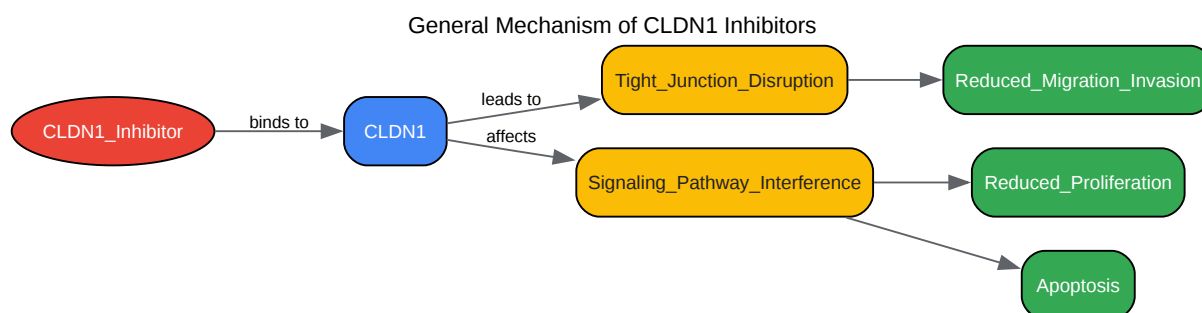 General Mechanism of CLDN1 Inhibitors
CLDN1_Inhibitor
binds to
CLDN1
leads to
affects
Tight_Junction_Disruption
Signaling_Pathway_Interference
Reduced_Migration_Invasion
Reduced_Proliferation
Apoptosis